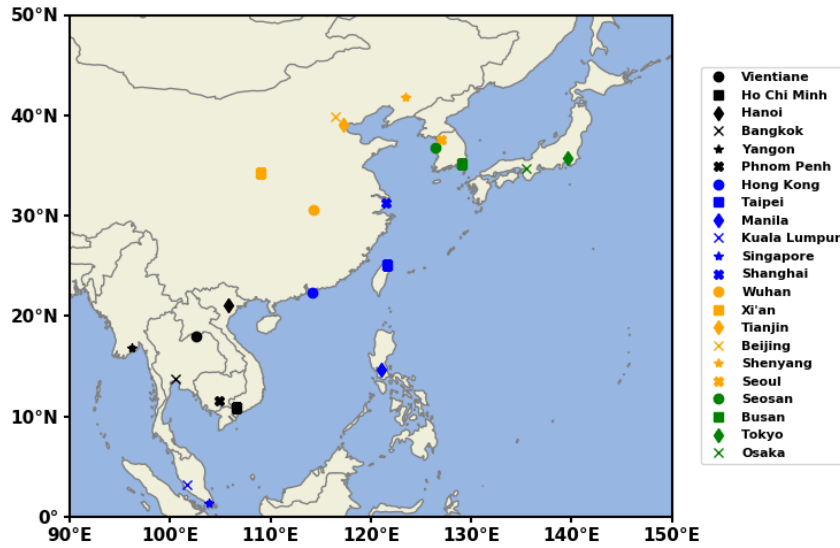 50°N
40°N
30°N
20°N
10°N
0°
90°E 100°E 110°E 120°E 130°E 140°E 150°E
Vientiane
Ho Chi Minh
Hanoi
Bangkok
Yangon
Phnom Penh
Hong Kong
Taipei
Manila
Kuala Lumpur
Singapore
Shanghai
Wuhan
Xi'an
Tianjin
Beijing
Shenyang
Seoul
Seosan
Busan
Tokyo
Osaka